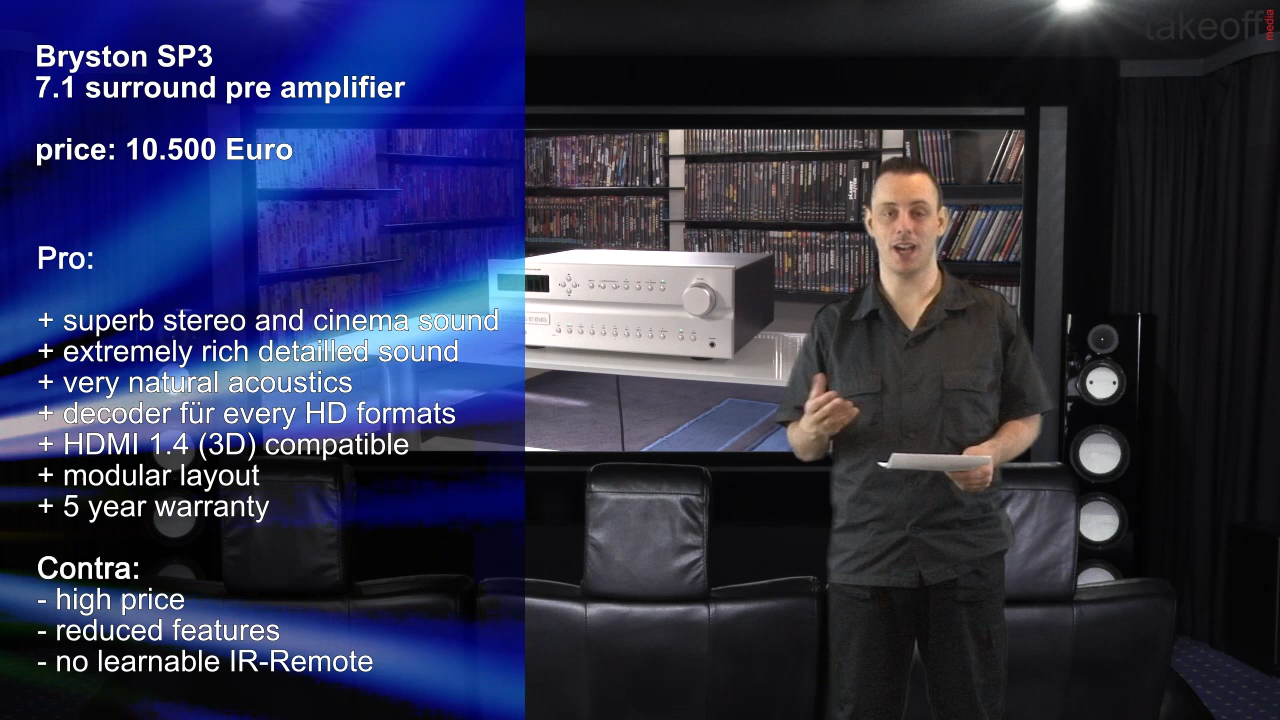 takeoff
media
Bryston SP3
7.1 surround pre amplifier
price: 10.500 Euro
Pro:
+ superb stereo and cinema sound
+ extremely rich detailled sound
+ very natural acoustics
+ decoder für every HD formats
+ HDMI 1.4 (3D) compatible
+ modular layout
+ 5 year warranty
Contra:
- high price
- reduced features
- no learnable IR-Remote